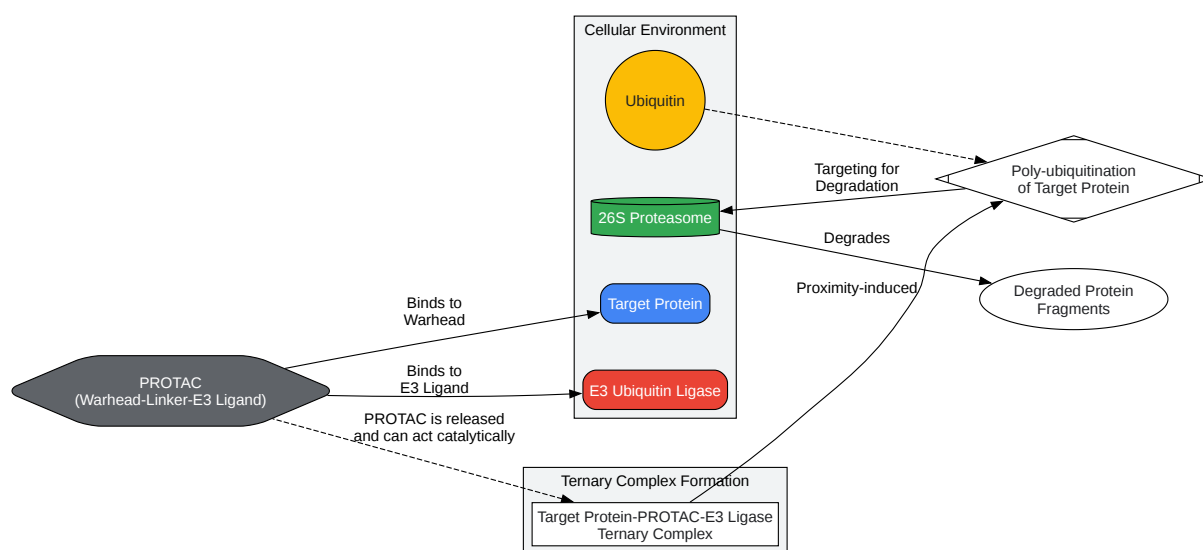 Cellular Environment
Ubiquitin
Targeting for
Degradation
Poly-ubiquitination
of Target Protein
26S Proteasome
Degrades
Proximity-induced
Degraded Protein
Fragments
Binds to
Warhead
Target Protein
PROTAC
(Warhead-Linker-E3 Ligand)
Binds to
E3 Ligand
E3 Ubiquitin Ligase
PROTAC is released
and can act catalytically
Ternary Complex Formation
Target Protein-PROTAC-E3 Ligase
Ternary Complex